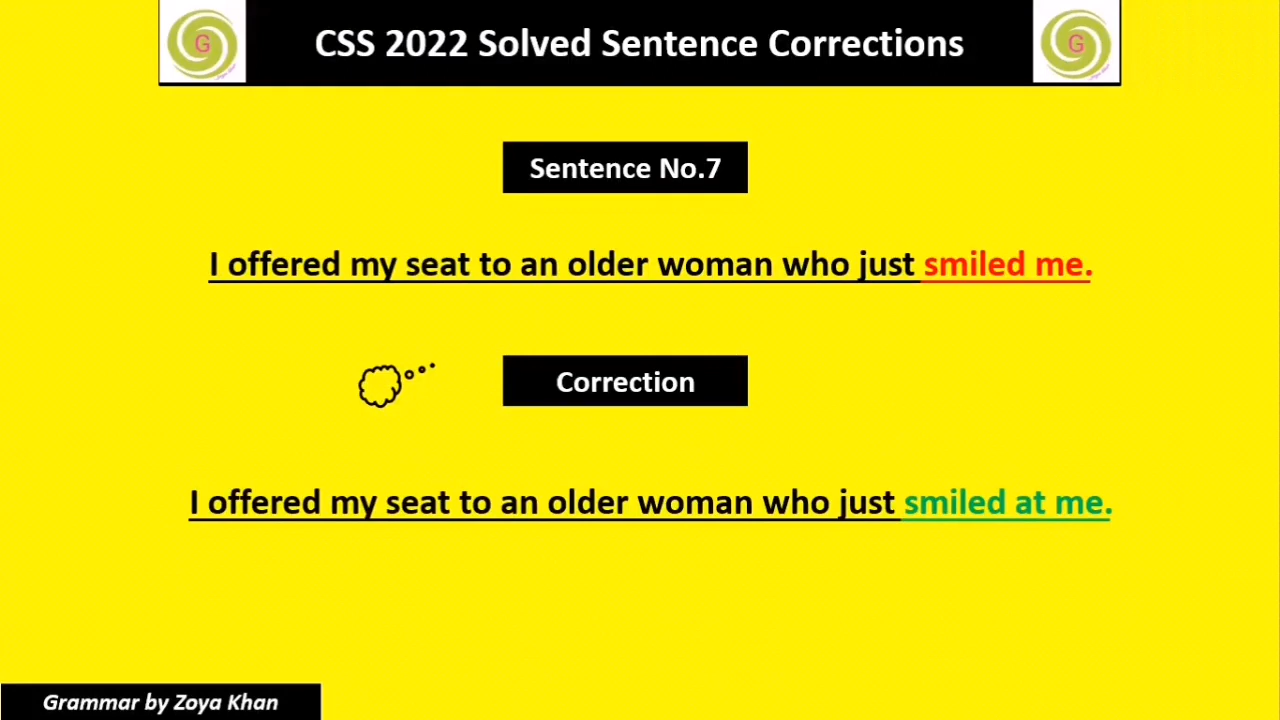 G CSS 2022 Solved Sentence Corrections G
Sentence No.7
I offered my seat to an older woman who just smiled me.
Correction
I offered my seat to an older woman who just smiled at me.
Grammar by Zoya Khan